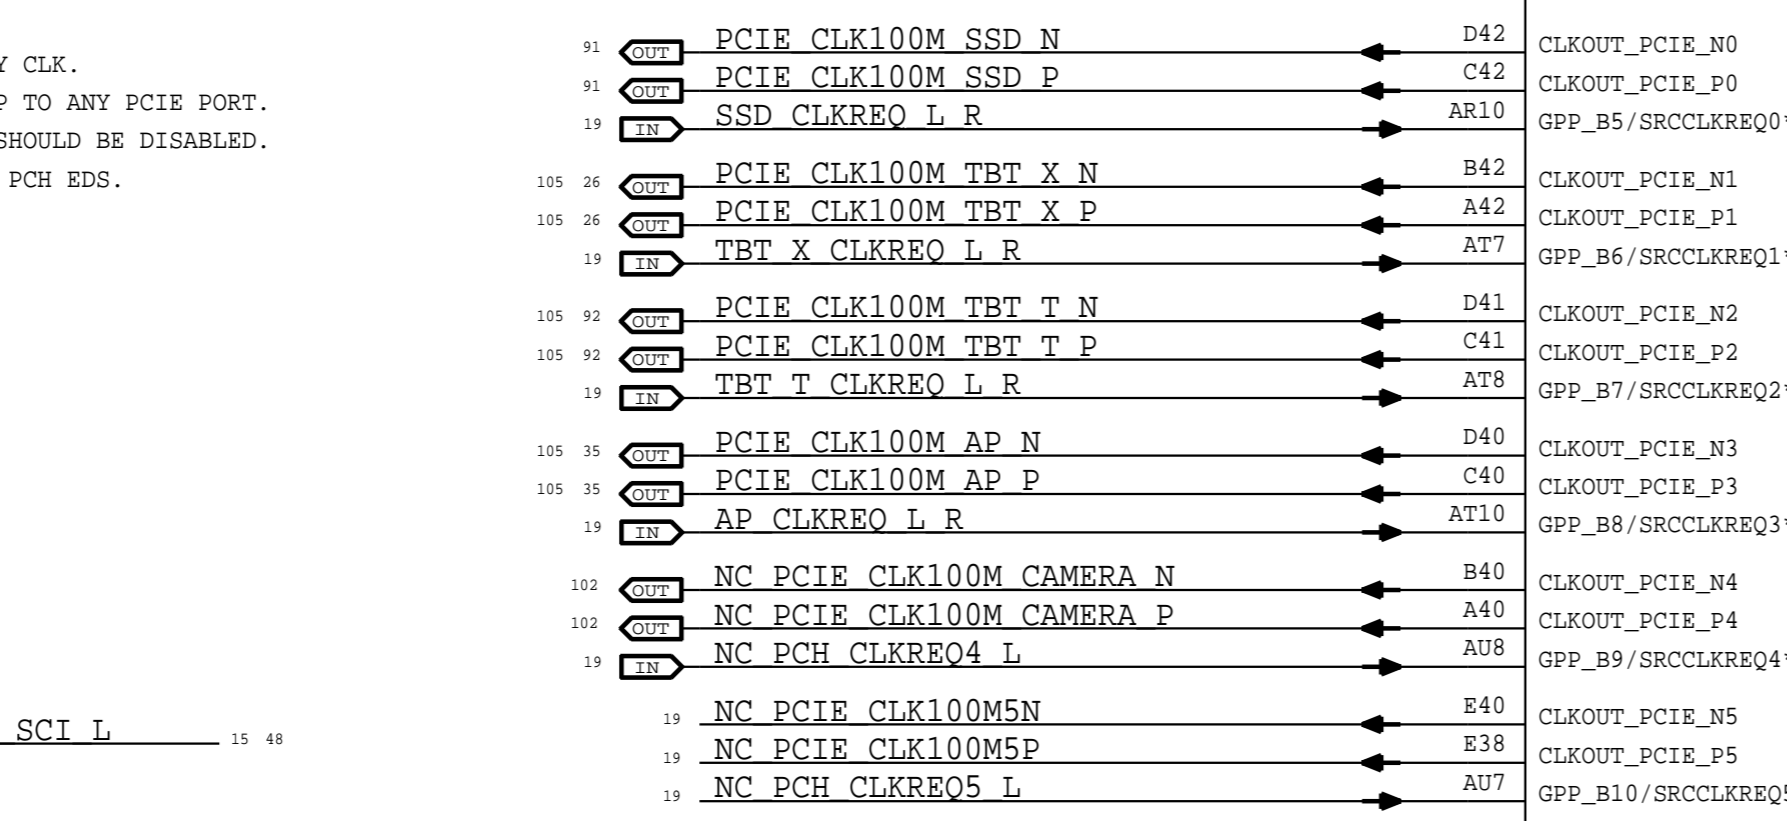 91 OUT PCIE_CLK100M_SSD_N D42 CLKOUT_PCIE_N0
Y CLK.
91 OUT PCIE_CLK100M_SSD_P C42 CLKOUT_PCIE_P0
P TO ANY PCIE PORT.
19 IN SSD_CLKREQ_L_R AR10 GPP_B5/SRCCLKREQ0*
SHOULD BE DISABLED.
105 26 OUT PCIE_CLK100M_TBT_X_N B42 CLKOUT_PCIE_N1
PCH EDS.
105 26 OUT PCIE_CLK100M_TBT_X_P A42 CLKOUT_PCIE_P1
19 IN TBT_X_CLKREQ_L_R AT7 GPP_B6/SRCCLKREQ1*
105 92 OUT PCIE_CLK100M_TBT_T_N D41 CLKOUT_PCIE_N2
105 92 OUT PCIE_CLK100M_TBT_T_P C41 CLKOUT_PCIE_P2
19 IN TBT_T_CLKREQ_L_R AT8 GPP_B7/SRCCLKREQ2*
105 35 OUT PCIE_CLK100M_AP_N D40 CLKOUT_PCIE_N3
105 35 OUT PCIE_CLK100M_AP_P C40 CLKOUT_PCIE_P3
19 IN AP_CLKREQ_L_R AT10 GPP_B8/SRCCLKREQ3*
102 OUT NC_PCIE_CLK100M_CAMERA_N B40 CLKOUT_PCIE_N4
102 OUT NC_PCIE_CLK100M_CAMERA_P A40 CLKOUT_PCIE_P4
19 IN NC_PCH_CLKREQ4_L AU8 GPP_B9/SRCCLKREQ4*
19 NC_PCIE_CLK100M5N E40 CLKOUT_PCIE_N5
_SCI_L 15 48
19 NC_PCIE_CLK100M5P E38 CLKOUT_PCIE_P5
19 NC_PCH_CLKREQ5_L AU7 GPP_B10/SRCCLKREQ5